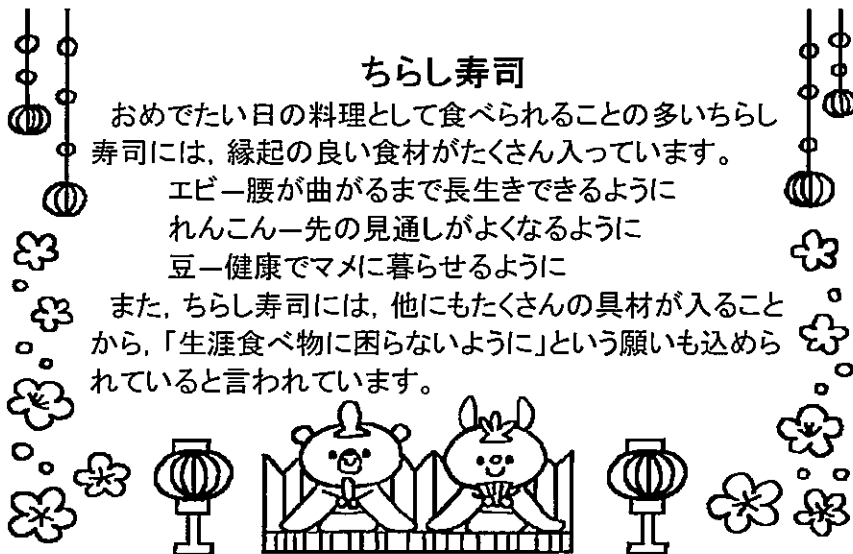 ちらし寿司
おめでたい日の料理として食べられることの多いちらし
寿司には，縁起の良い食材がたくさん入っています。
エビー腰が曲がるまで長生きできるように
れんこんー先の見通しがよくなるように
豆ー健康でマメに暮らせるように
また，ちらし寿司には，他にもたくさんの具材が入ること
から，「生涯食べ物に困らないように」という願いも込めら
れていると言われています。